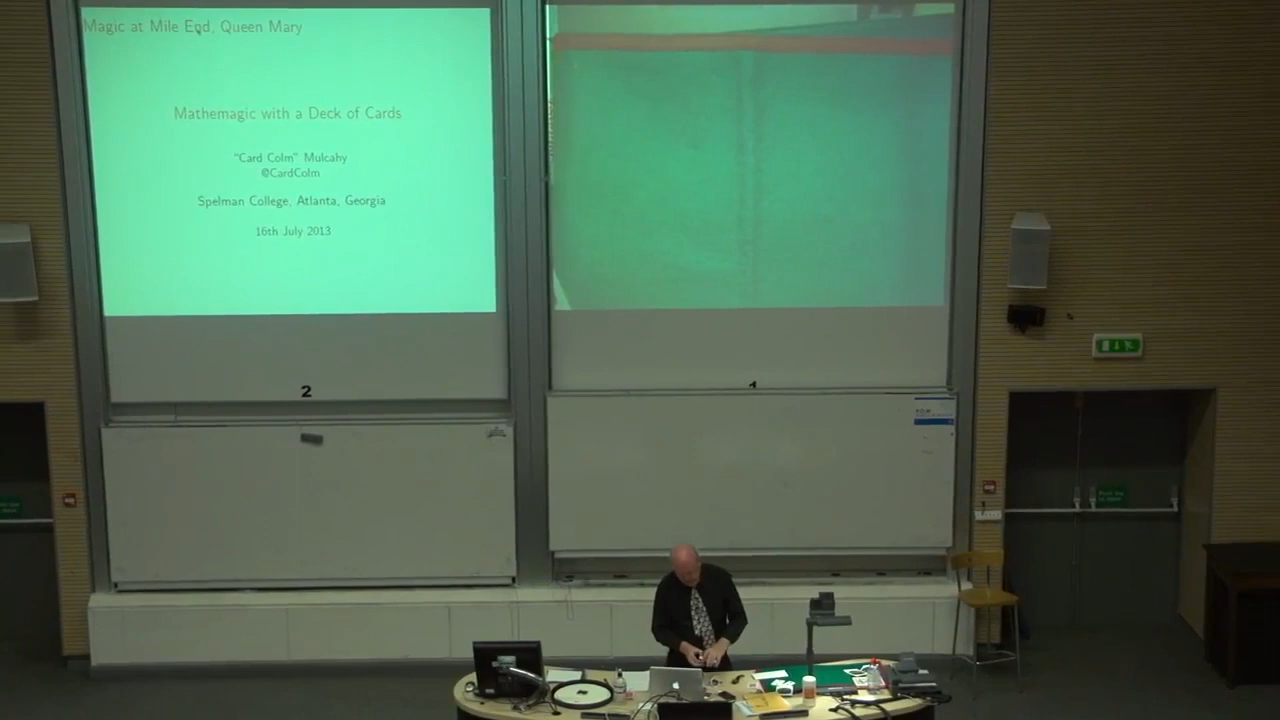 Magic at Mile End, Queen Mary
Mathemagic with a Deck of Cards
"Card Colm" Mulcahy
@CardColm
Spelman College, Atlanta, Georgia
16th July 2013
2
1